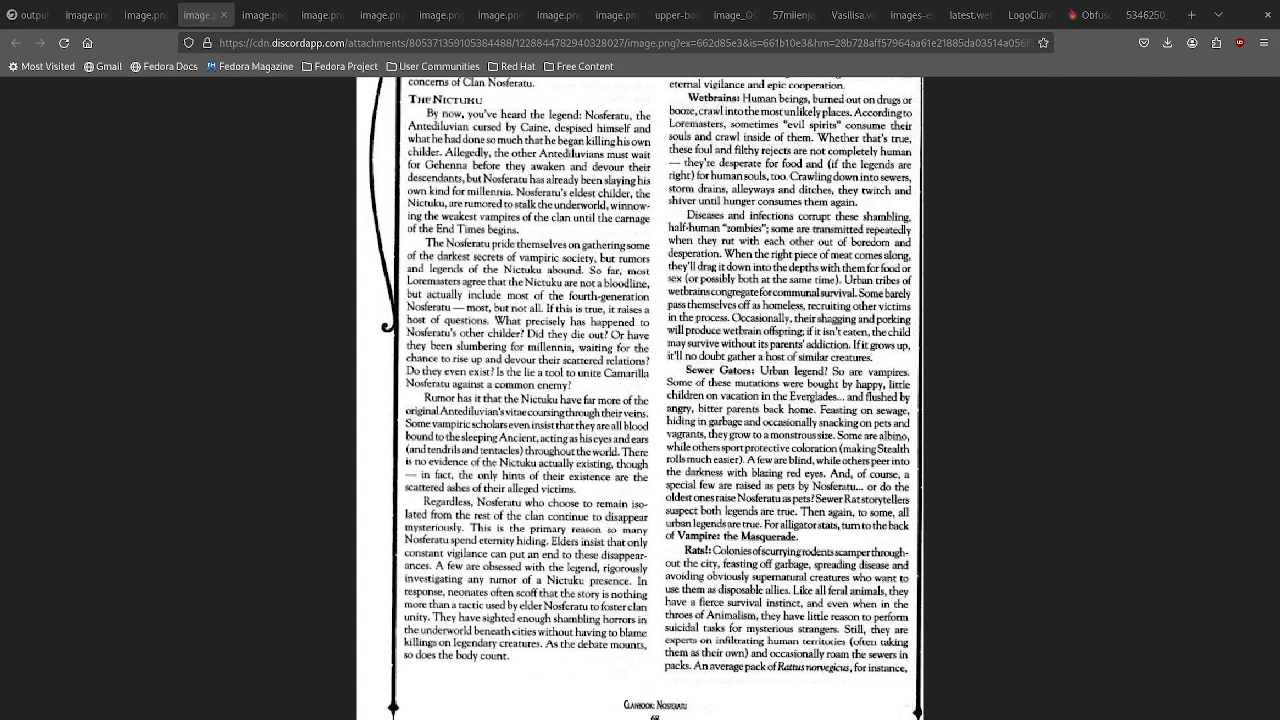 output
image.pn
image.pn
image.p
image.pn
image.pn
image.pn
image.pn
image.pn
image.pn
image.pn
upper-bo
image_QC
57milenjo
Vasilisa.w
images-e
latest.web
LogoClan
Obfusc
5346250_
https://cdn.discordapp.com/attachments/805371359105384488/1228844782940328027/image.png?ex=662d85e3&is=661b10e3&hm=28b728aff57964aa61e21885da03514a056f
Most Visited
Gmail
Fedora Docs
Fedora Magazine
Fedora Project
User Communities
Red Hat
Free Content
concerns of Clan Nosferatu.
The Nictuku
By now, you've heard the legend: Nosferatu, the
Antediluvian cursed by Caine, despised himself and
what he had done so much that he began killing his own
childer. Allegedly, the other Antediluvians must wait
for Gehenna before they awaken and devour their
descendants, but Nosferatu has already been slaying his
own kind for millennia. Nosferatu's eldest childer, the
Nictuku, are rumored to stalk the underworld, winnow-
ing the weakest vampires of the clan until the carnage
of the End Times begins.
The Nosferatu pride themselves on gathering some
of the darkest secrets of vampiric society, but rumors
and legends of the Nictuku abound. So far, most
Loremasters agree that the Nictuku are not a bloodline,
but actually include most of the fourth-generation
Nosferatu — most, but not all. If this is true, it raises a
host of questions. What precisely has happened to
Nosferatu's other childer? Did they die out? Or have
they been slumbering for millennia, waiting for the
chance to rise up and devour their scattered relations?
Do they even exist? Is the lie a tool to unite Camarilla
Nosferatu against a common enemy?
Rumor has it that the Nictuku have far more of the
original Antediluvian's vitae coursing through their veins.
Some vampiric scholars even insist that they are all blood
bound to the sleeping Ancient, acting as his eyes and ears
(and tendrils and tentacles) throughout the world. There
is no evidence of the Nictuku actually existing, though
— in fact, the only hints of their existence are the
scattered ashes of their alleged victims.
Regardless, Nosferatu who choose to remain iso-
lated from the rest of the clan continue to disappear
mysteriously. This is the primary reason so many
Nosferatu spend eternity hiding. Elders insist that only
constant vigilance can put an end to these disappear-
ances. A few are obsessed with the legend, rigorously
investigating any rumor of a Nictuku presence. In
response, neonates often scoff that the story is nothing
more than a tactic used by elder Nosferatu to foster clan
unity. They have sighted enough shambling horrors in
the underworld beneath cities without having to blame
killings on legendary creatures. As the debate mounts,
so does the body count.
eternal vigilance and epic cooperation.
Wetbrains: Human beings, burned out on drugs or
booze, crawl into the most unlikely places. According to
Loremasters, sometimes "evil spirits" consume their
souls and crawl inside of them. Whether that's true,
these foul and filthy rejects are not completely human
— they're desperate for food and (if the legends are
right) for human souls, too. Crawling down into sewers,
storm drains, alleyways and ditches, they twitch and
shiver until hunger consumes them again.
Diseases and infections corrupt these shambling,
half-human "zombies"; some are transmitted repeatedly
when they rut with each other out of boredom and
desperation. When the right piece of meat comes along,
they'll drag it down into the depths with them for food or
sex (or possibly both at the same time). Urban tribes of
wetbrains congregate for communal survival. Some barely
pass themselves off as homeless, recruiting other victims
in the process. Occasionally, their shagging and porking
will produce wetbrain offspring; if it isn't eaten, the child
may survive without its parents' addiction. If it grows up,
it'll no doubt gather a host of similar creatures.
Sewer Gators: Urban legend? So are vampires.
Some of these mutations were bought by happy, little
children on vacation in the Everglades... and flushed by
angry, bitter parents back home. Feasting on sewage,
hiding in garbage and occasionally snacking on pets and
vagrants, they grow to a monstrous size. Some are albino,
while others sport protective coloration (making Stealth
rolls much easier). A few are blind, while others peer into
the darkness with blazing red eyes. And, of course, a
special few are raised as pets by Nosferatu... or do the
oldest ones raise Nosferatu as pets? Sewer Rat storytellers
suspect both legends are true. Then again, to some, all
urban legends are true. For alligator stats, turn to the back
of Vampire: the Masquerade.
Rats!: Colonies of scurrying rodents scamper through-
out the city, feasting off garbage, spreading disease and
avoiding obviously supernatural creatures who want to
use them as disposable allies. Like all feral animals, they
have a fierce survival instinct, and even when in the
throes of Animalism, they have little reason to perform
suicidal tasks for mysterious strangers. Still, they are
experts on infiltrating human territories (often taking
them as their own) and occasionally roam the sewers in
packs. An average pack of Rattus norvegicus, for instance,
Clanbook: Nosferatu